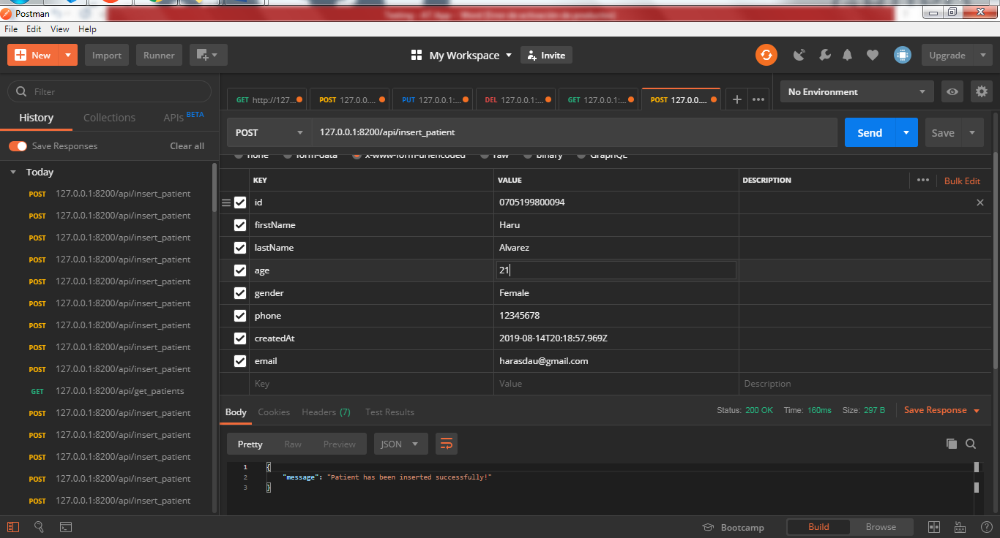 Testing - AT App - Word (Error de activación de productos)
Postman
File Edit View Help
New Import Runner My Workspace Invite Upgrade
Filter
History Collections APIs BETA
Save Responses Clear all
Today
POST 127.0.0.1:8200/api/insert_patient
POST 127.0.0.1:8200/api/insert_patient
POST 127.0.0.1:8200/api/insert_patient
POST 127.0.0.1:8200/api/insert_patient
POST 127.0.0.1:8200/api/insert_patient
POST 127.0.0.1:8200/api/insert_patient
POST 127.0.0.1:8200/api/insert_patient
POST 127.0.0.1:8200/api/insert_patient
POST 127.0.0.1:8200/api/insert_patient
GET 127.0.0.1:8200/api/get_patients
POST 127.0.0.1:8200/api/insert_patient
POST 127.0.0.1:8200/api/insert_patient
POST 127.0.0.1:8200/api/insert_patient
POST 127.0.0.1:8200/api/insert_patient
POST 127.0.0.1:8200/api/insert_patient
GET http://127... POST 127.0.0.... PUT 127.0.0.1:... DEL 127.0.0.1:... GET 127.0.0.1:... POST 127.0.0....
No Environment
POST 127.0.0.1:8200/api/insert_patient Send Save
none form-data x-www-form-urlencoded raw binary GraphQL
KEY VALUE DESCRIPTION Bulk Edit
id 0705199800094
firstName Haru
lastName Alvarez
age 21
gender Female
phone 12345678
createdAt 2019-08-14T20:18:57.969Z
email harasdau@gmail.com
Key Value Description
Body Cookies Headers (7) Test Results Status: 200 OK Time: 160ms Size: 297 B Save Response
Pretty Raw Preview JSON
1 {
2 "message": "Patient has been inserted successfully!"
3 }
Bootcamp Build Browse